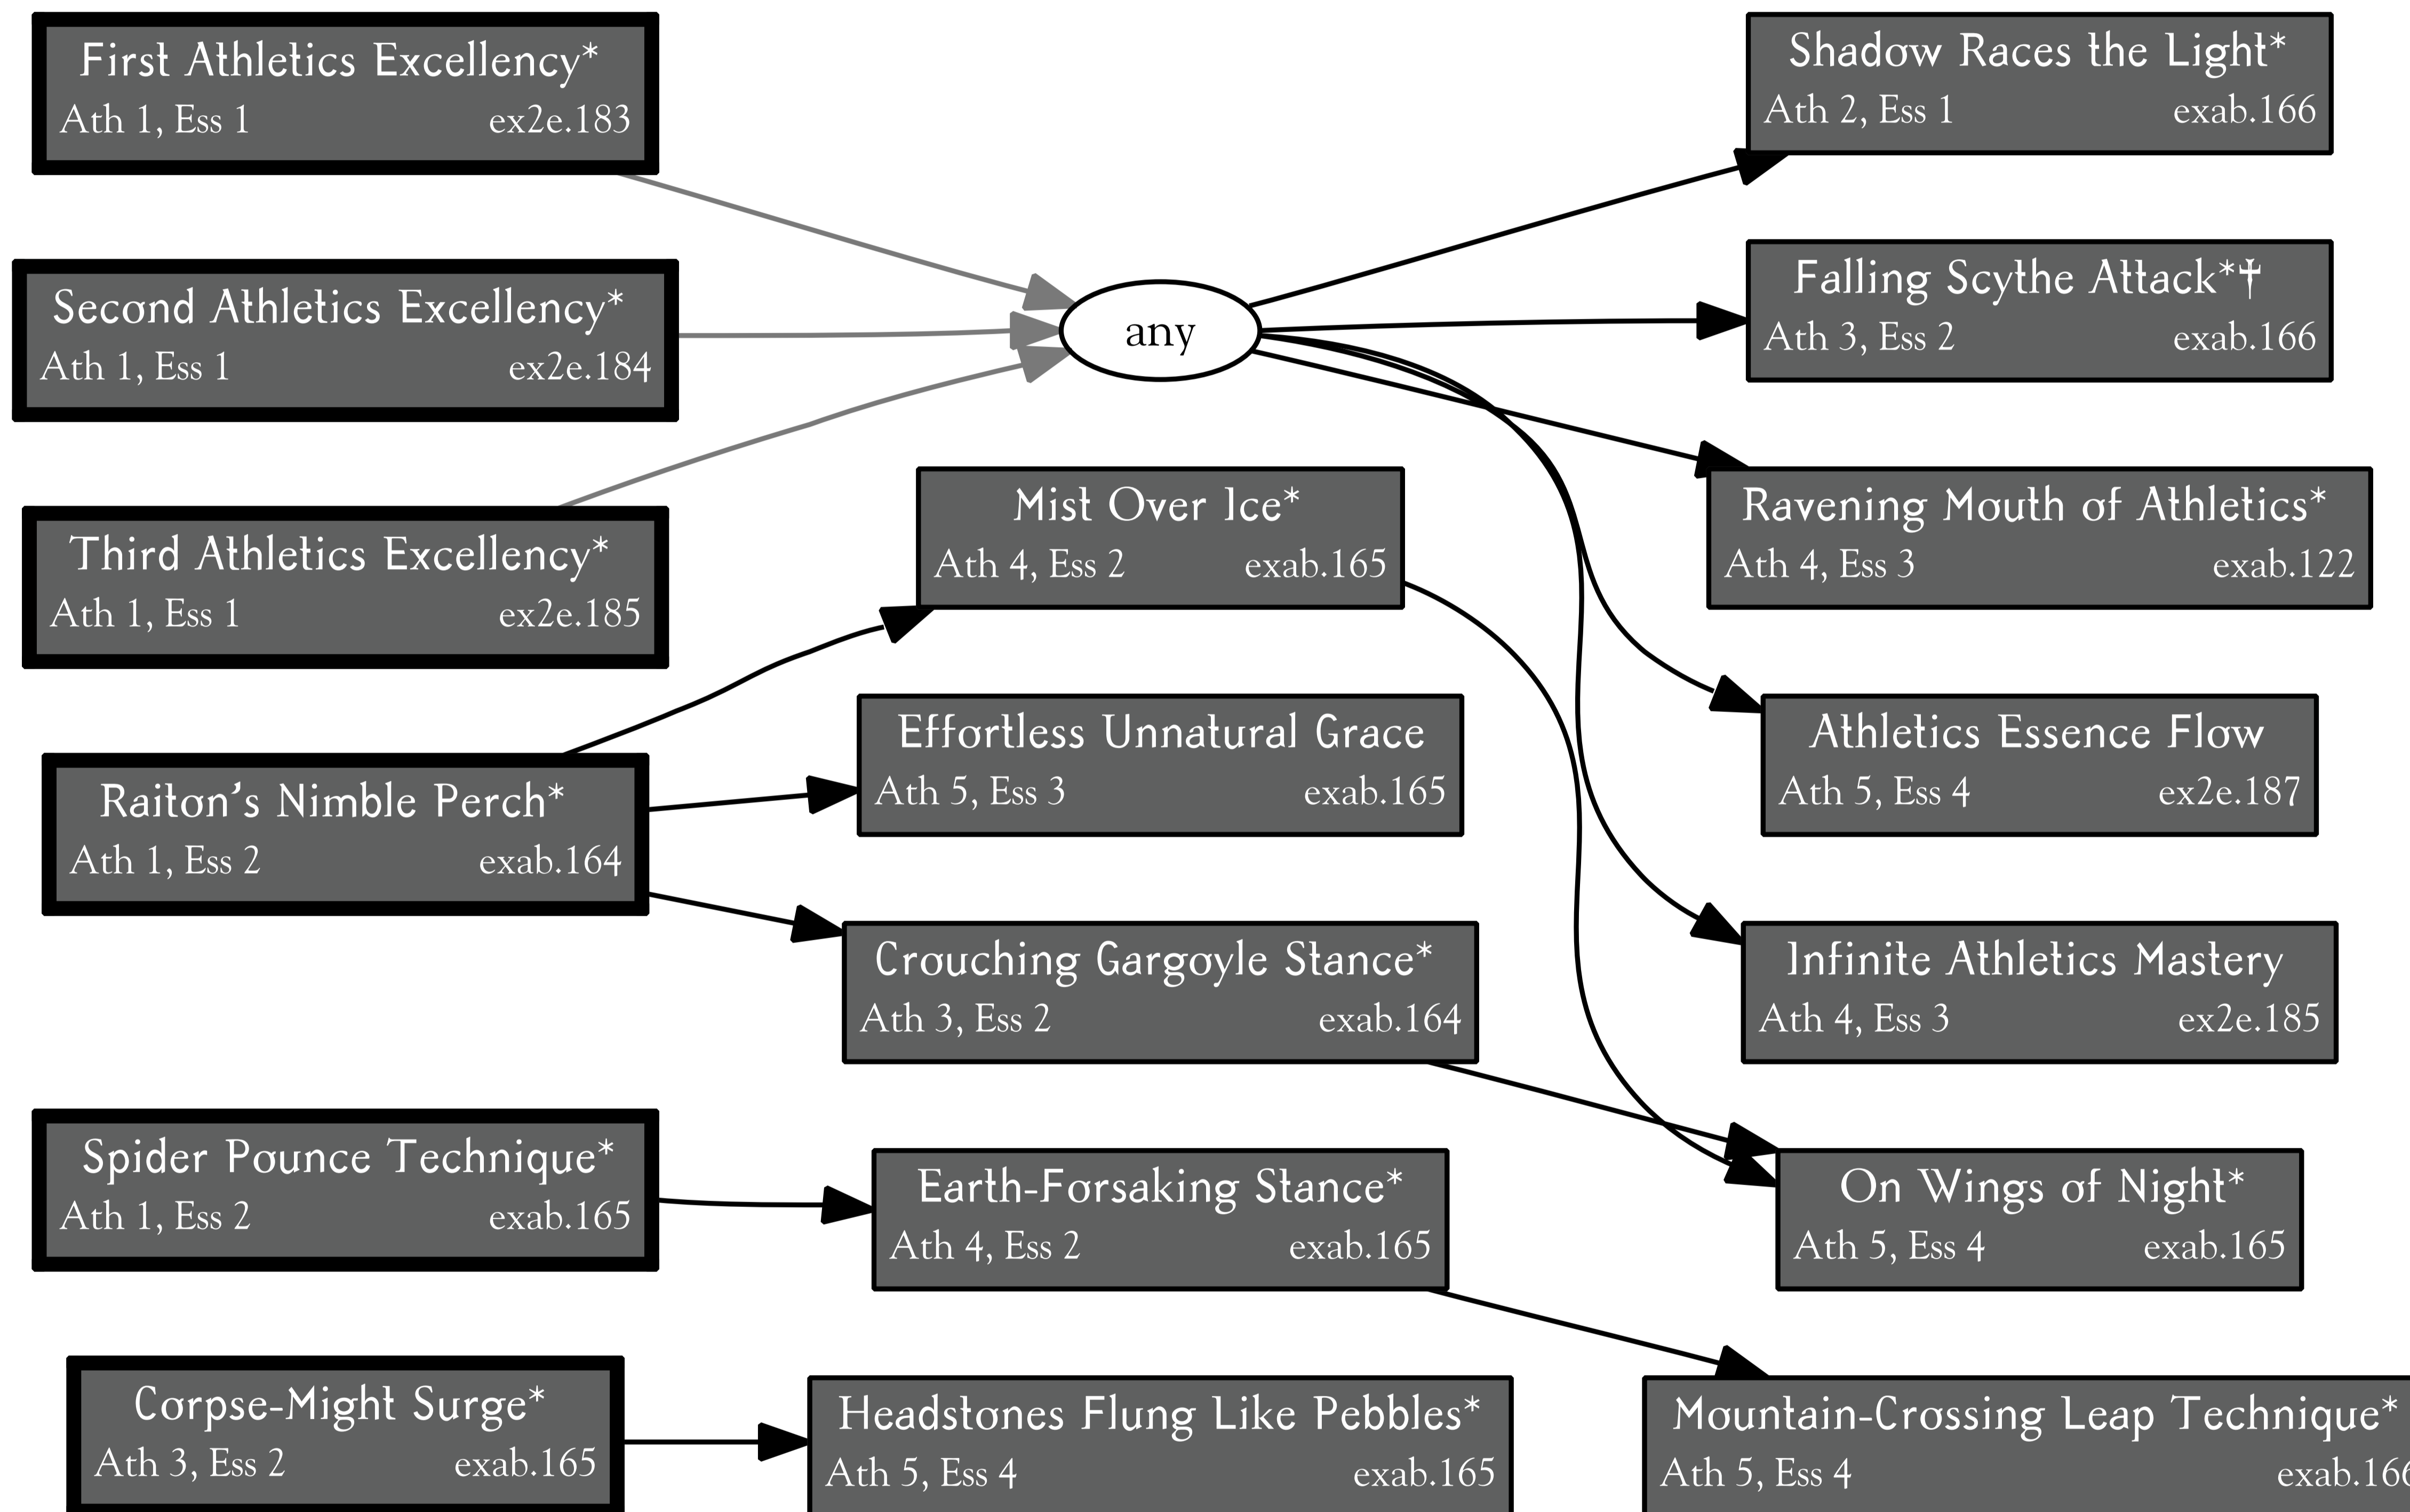 First Athletics Excellency*
Ath 1, Ess 1 ex2e.183
Second Athletics Excellency*
Ath 1, Ess 1 ex2e.184
Third Athletics Excellency*
Ath 1, Ess 1 ex2e.185
Raiton's Nimble Perch*
Ath 1, Ess 2 exab.164
Spider Pounce Technique*
Ath 1, Ess 2 exab.165
Corpse-Might Surge*
Ath 3, Ess 2 exab.165
any
Mist Over Ice*
Ath 4, Ess 2 exab.165
Effortless Unnatural Grace
Ath 5, Ess 3 exab.165
Crouching Gargoyle Stance*
Ath 3, Ess 2 exab.164
Earth-Forsaking Stance*
Ath 4, Ess 2 exab.165
Headstones Flung Like Pebbles*
Ath 5, Ess 4 exab.165
Shadow Races the Light*
Ath 2, Ess 1 exab.166
Falling Scythe Attack*†
Ath 3, Ess 2 exab.166
Ravening Mouth of Athletics*
Ath 4, Ess 3 exab.122
Athletics Essence Flow
Ath 5, Ess 4 ex2e.187
Infinite Athletics Mastery
Ath 4, Ess 3 ex2e.185
On Wings of Night*
Ath 5, Ess 4 exab.165
Mountain-Crossing Leap Technique*
Ath 5, Ess 4 exab.166